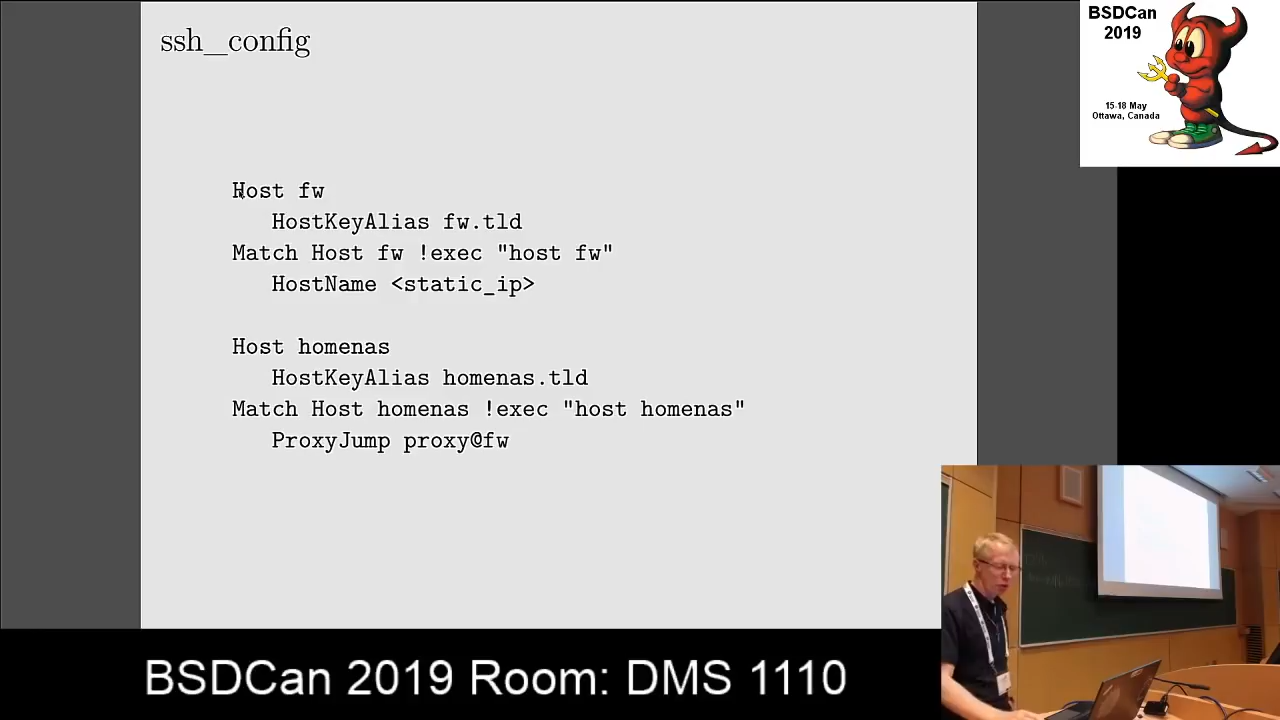 ssh_config
Host fw
HostKeyAlias fw.tld
Match Host fw !exec "host fw"
HostName <static_ip>
Host homenas
HostKeyAlias homenas.tld
Match Host homenas !exec "host homenas"
ProxyJump proxy@fw
BSDCan
2019
15-18 May
Ottawa, Canada
BSDCan 2019 Room: DMS 1110